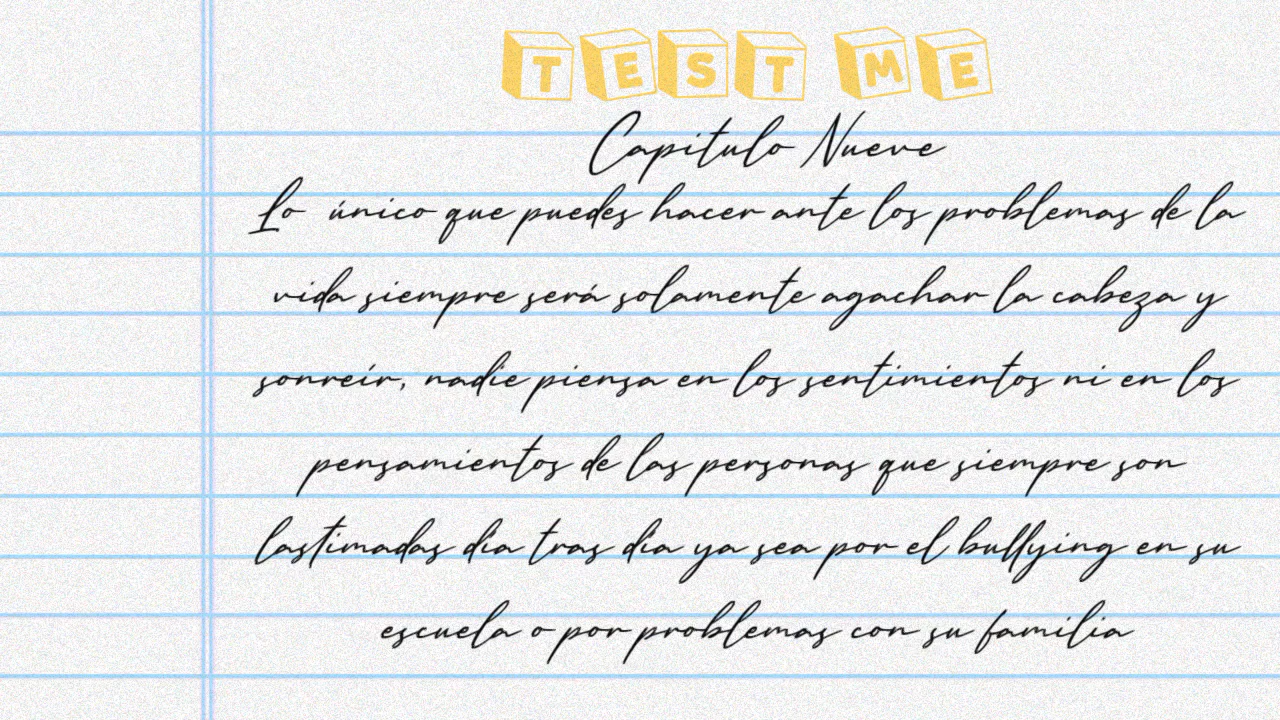 TEST ME
Capitulo Nueve
Lo único que puedes hacer ante los problemas de la
vida siempre será solamente agachar la cabeza y
sonreír, nadie piensa en los sentimientos ni en los
pensamientos de las personas que siempre son
lastimadas día tras día ya sea por el bullying en su
escuela o por problemas con su familia